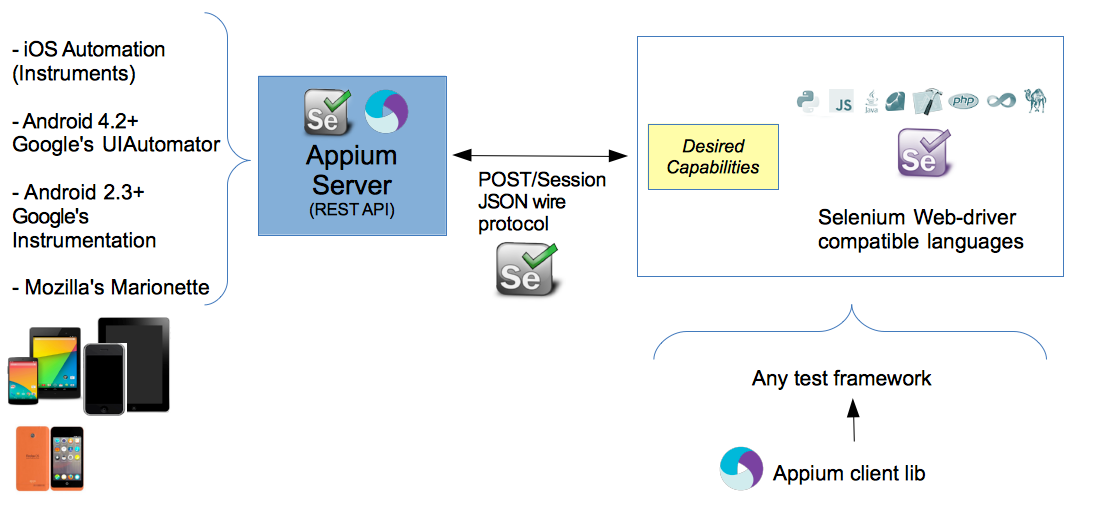 - iOS Automation
(Instruments)
- Android 4.2+
Google's UIAutomator
- Android 2.3+
Google's
Instrumentation
- Mozilla's Marionette
Se
Appium
Server
(REST API)
POST/Session
JSON wire
protocol
Se
Desired
Capabilities
JS
Java
php
Se
Selenium Web-driver
compatible languages
Any test framework
Appium client lib